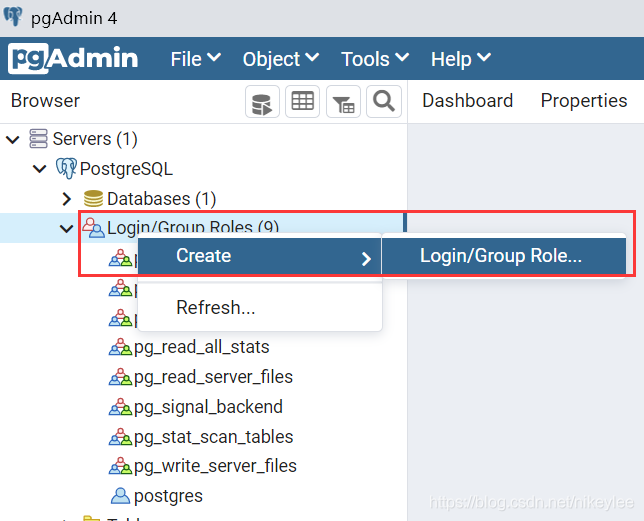 pgAdmin 4
pgAdmin File Object Tools Help
Browser Dashboard Properties
Servers (1)
PostgreSQL
Databases (1)
Login/Group Roles (9)
Create Login/Group Role...
Refresh...
pg_read_all_stats
pg_read_server_files
pg_signal_backend
pg_stat_scan_tables
pg_write_server_files
postgres
https://blog.csdn.net/nikeylee